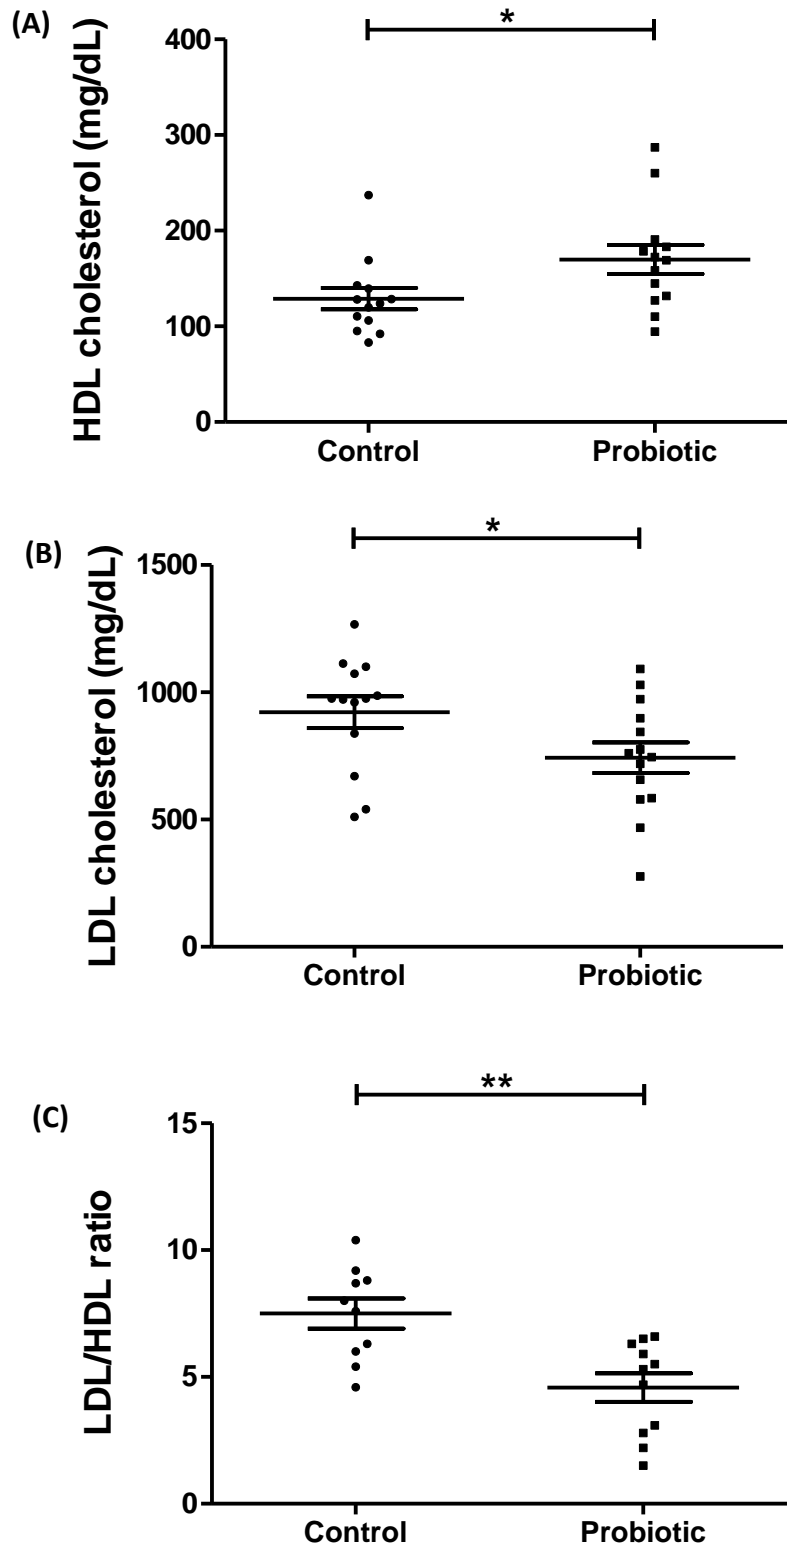 (A)
*
HDL cholesterol (mg/dL)
400
300
200
100
0
Control Probiotic
(B)
*
LDL cholesterol (mg/dL)
1500
1000
500
0
Control Probiotic
(C)
**
LDL/HDL ratio
15
10
5
0
Control Probiotic